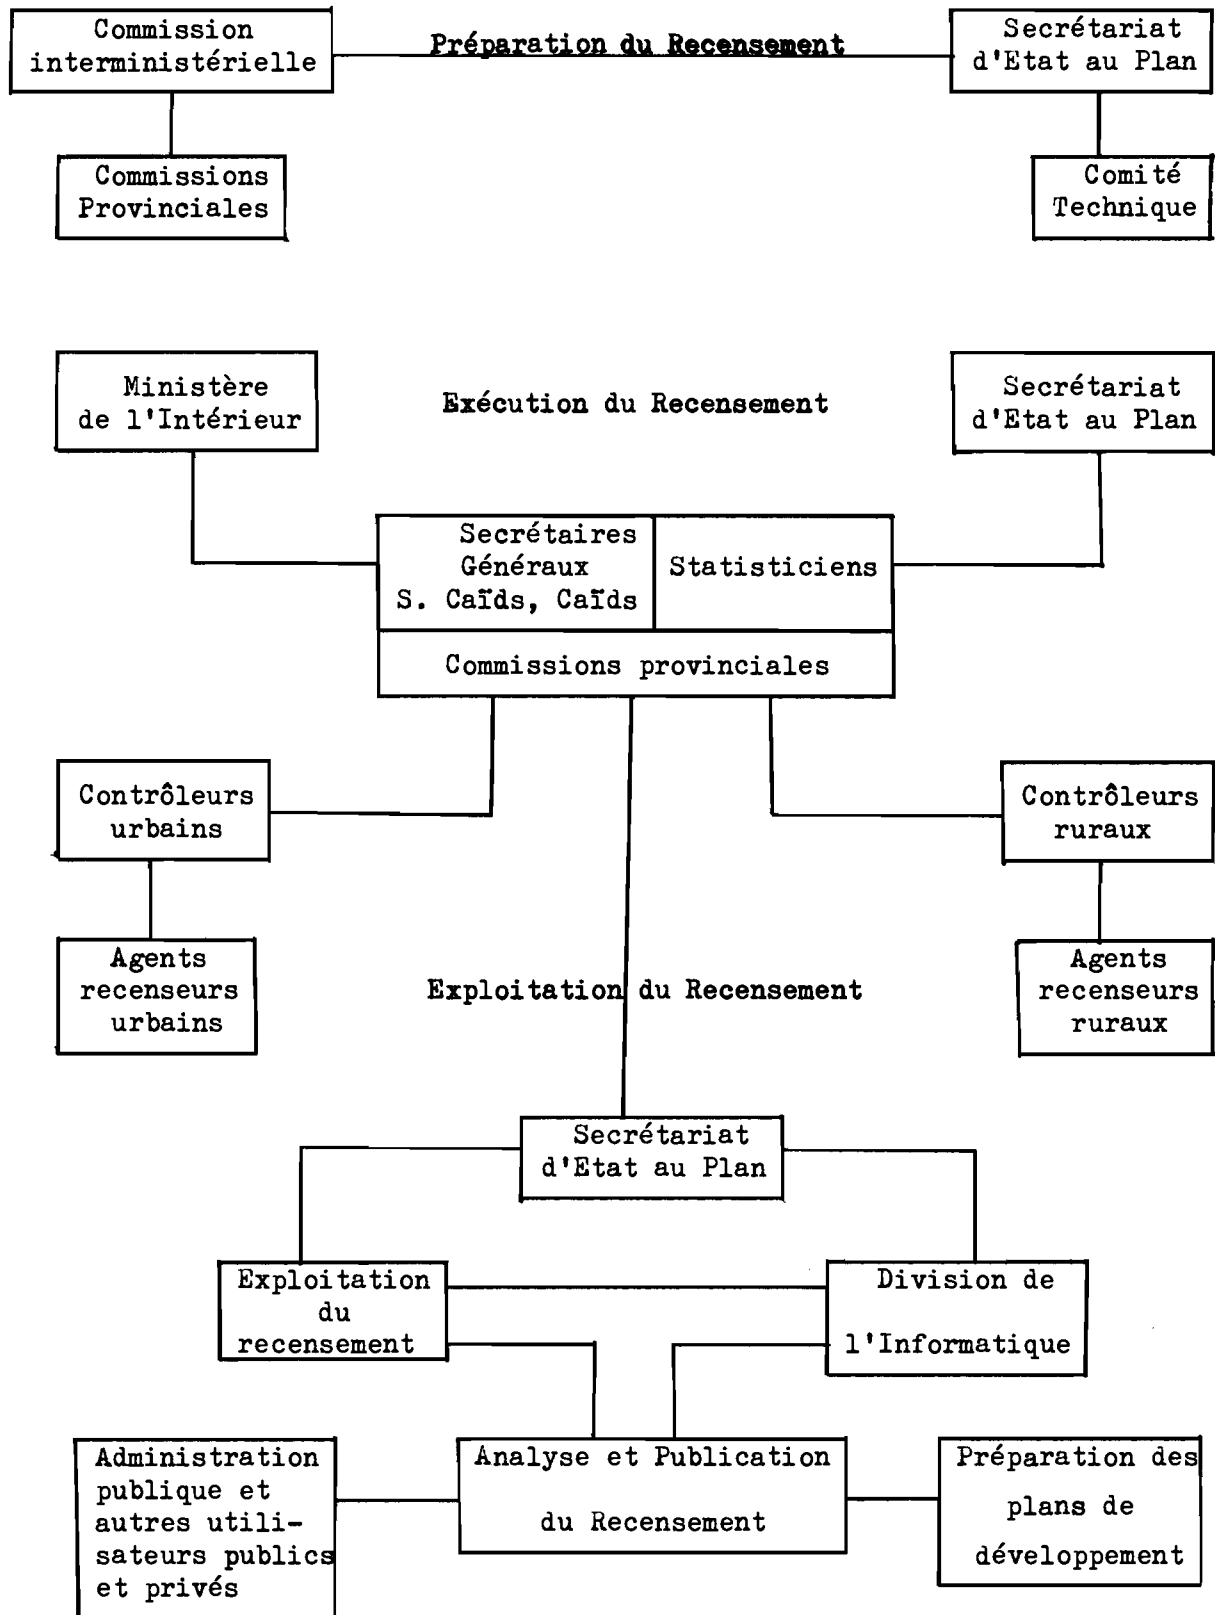 Commission
interministérielle
Préparation du Recensement
Secrétariat
d'Etat au Plan
Commissions
Provinciales
Comité
Technique
Ministère
de l'Intérieur
Exécution du Recensement
Secrétariat
d'Etat au Plan
Secrétaires
Généraux
S. Caïds, Caïds
Statisticiens
Commissions provinciales
Contrôleurs
urbains
Contrôleurs
ruraux
Agents
recenseurs
urbains
Exploitation du Recensement
Agents
recenseurs
ruraux
Secrétariat
d'Etat au Plan
Exploitation
du
recensement
Division de
l'Informatique
Administration
publique et
autres utili-
sateurs publics
et privés
Analyse et Publication
du Recensement
Préparation des
plans de
développement